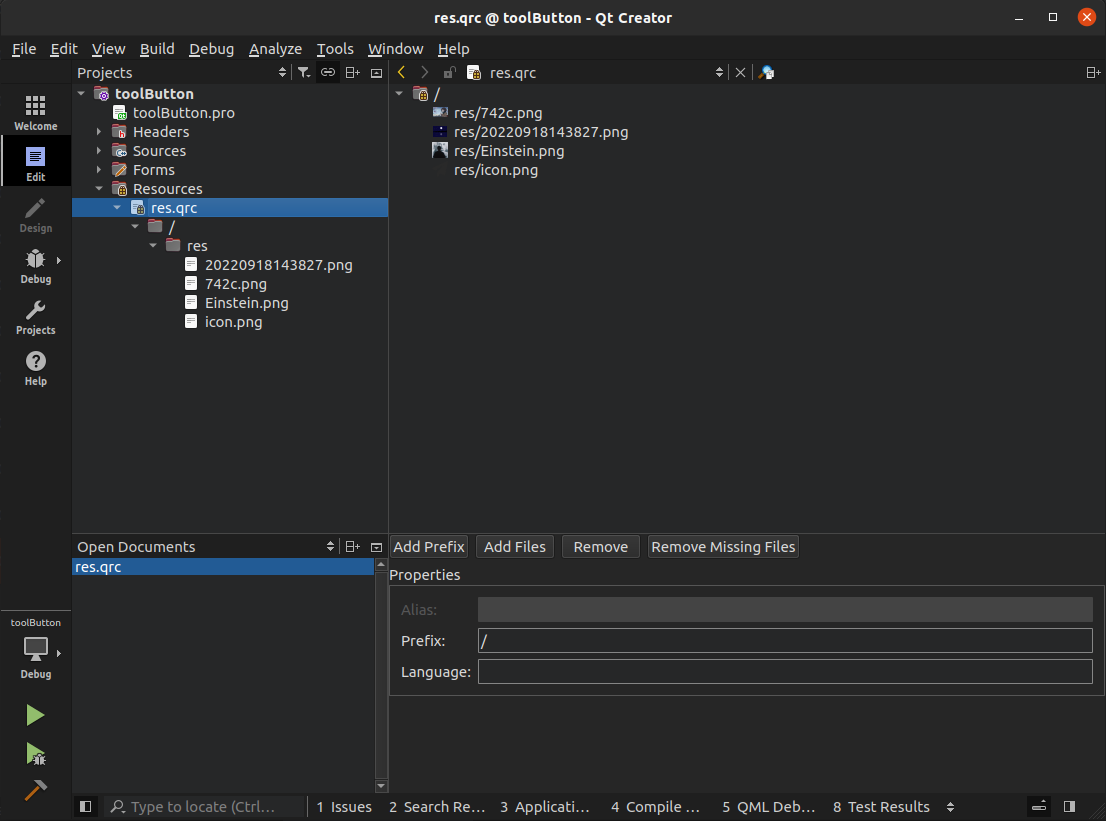 res.qrc @ toolButton - Qt Creator
File Edit View Build Debug Analyze Tools Window Help
Projects
res.qrc
Welcome
Edit
Design
Debug
Projects
Help
toolButton
toolButton.pro
Headers
Sources
Forms
Resources
res.qrc
/
res
20220918143827.png
742c.png
Einstein.png
icon.png
/
res/742c.png
res/20220918143827.png
res/Einstein.png
res/icon.png
Open Documents
res.qrc
Add Prefix Add Files Remove Remove Missing Files
Properties
Alias:
Prefix: /
Language:
toolButton
Debug
Type to locate (Ctrl... 1 Issues 2 Search Re... 3 Applicati... 4 Compile ... 5 QML Deb... 8 Test Results